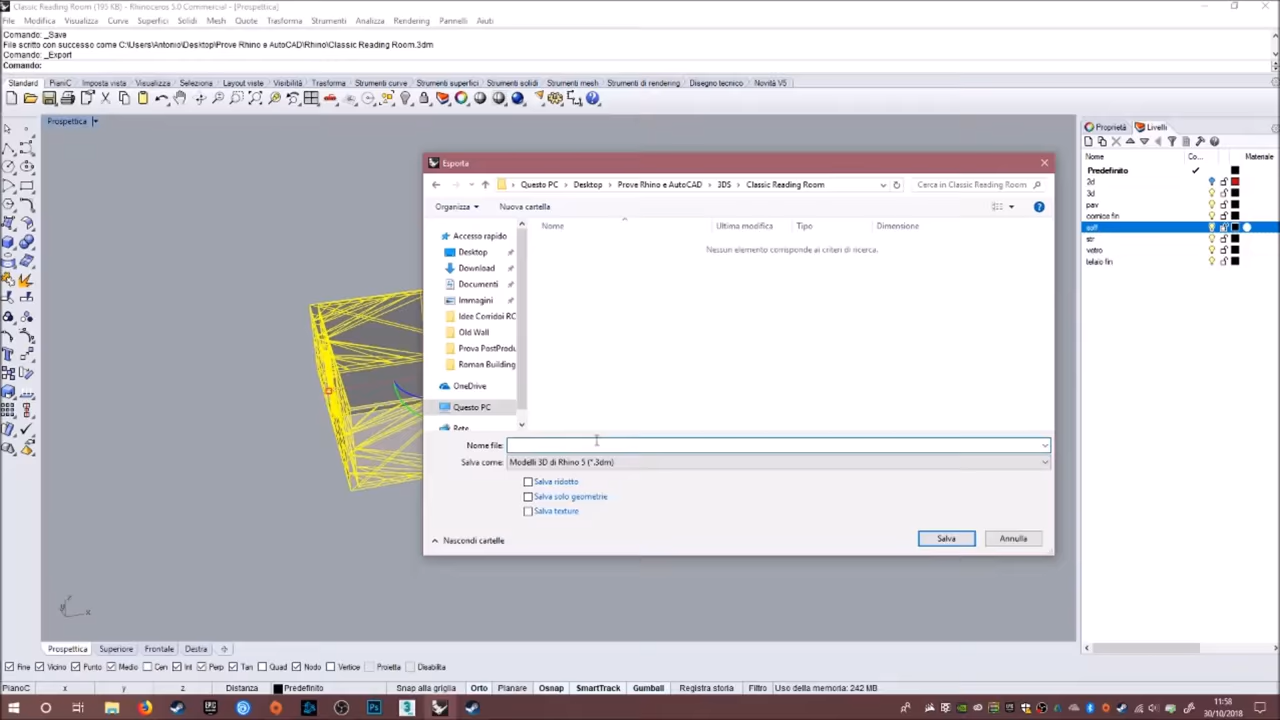 Classic Reading Room (195 KB) - Rhinoceros 5.0 Commercial - [Prospettica]
File Modifica Visualizza Curve Superfici Solidi Mesh Quote Trasforma Strumenti Analizza Rendering Pannelli Aiuti
Comando: _Save
File scritto con successo come C:\Users\Antonio\Desktop\Prove Rhino e AutoCAD\Rhino\Classic Reading Room.3dm
Comando: _Export
Comando:
Standard PianiC Imposta vista Visualizza Selezione Layout viste Visibilità Trasforma Strumenti curve Strumenti superfici Strumenti solidi Strumenti mesh Strumenti di rendering Disegno tecnico Novità V5
Prospettica
Proprietà Livelli
Nome Co... Materiale
Predefinito
2d
3d
pav
cornice fin
soff
str
vetro
telaio fin
Esporta
Questo PC > Desktop > Prove Rhino e AutoCAD > 3DS > Classic Reading Room
Cerca in Classic Reading Room
Organizza Nuova cartella
Nome Ultima modifica Tipo Dimensione
Nessun elemento corrisponde ai criteri di ricerca.
Accesso rapido
Desktop
Download
Documenti
Immagini
Idee Corridoi RC
Old Wall
Prova PostProdu
Roman Building
OneDrive
Questo PC
Rete
Nome file:
Salva come: Modelli 3D di Rhino 5 (*.3dm)
Salva ridotto
Salva solo geometrie
Salva texture
Nascondi cartelle
Salva Annulla
z
y x
Prospettica Superiore Frontale Destra
Fine Vicino Punto Medio Cen Int Perp Tan Quad Nodo Vertice Proietta Disabilita
PianoC x y z Distanza Predefinito Snap alla griglia Orto Planare Osnap SmartTrack Gumball Registra storia Filtro Uso della memoria: 242 MB
11:58
30/10/2018